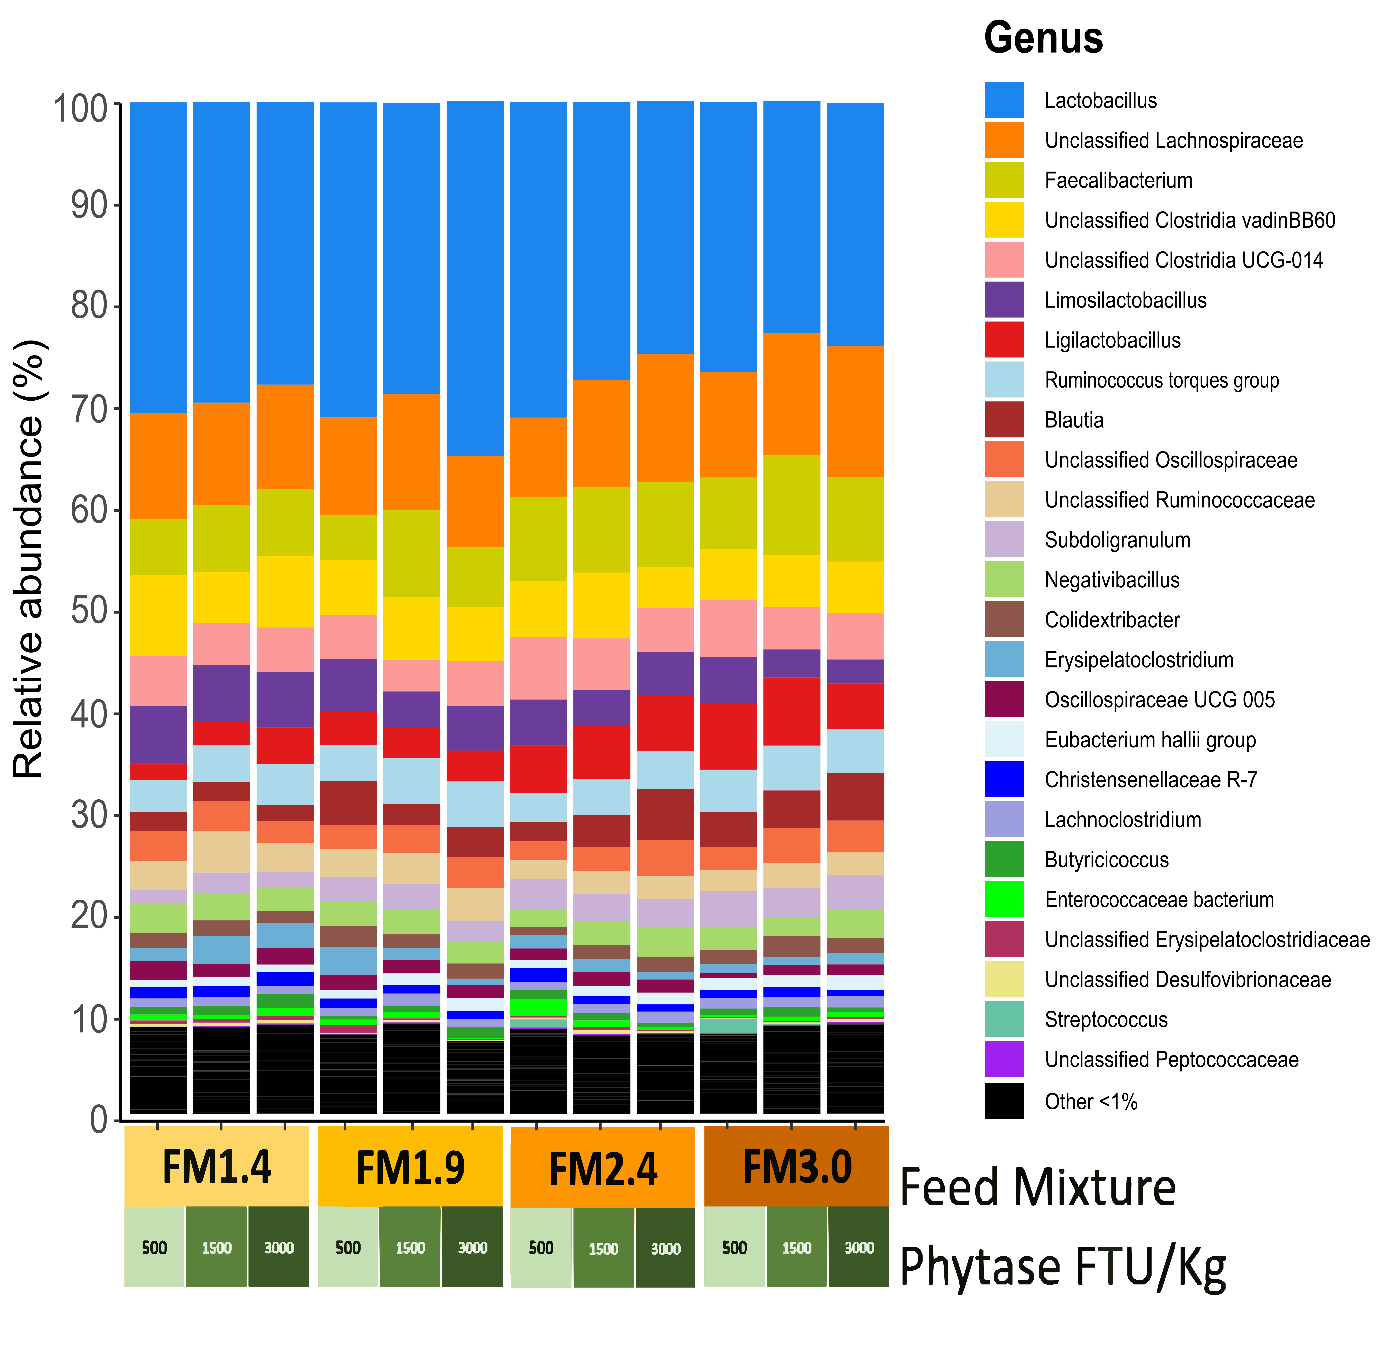 Genus
Lactobacillus
Unclassified Lachnospiraceae
Faecalibacterium
Unclassified Clostridia vadinBB60
Unclassified Clostridia UCG-014
Limosilactobacillus
Ligilactobacillus
Ruminococcus torques group
Blautia
Unclassified Oscillospiraceae
Unclassified Ruminococcaceae
Subdoligranulum
Negativibacillus
Colidextribacter
Erysipelatoclostridium
Oscillospiraceae UCG 005
Eubacterium hallii group
Christensenellaceae R-7
Lachnoclostridium
Butyricicoccus
Enterococcaceae bacterium
Unclassified Erysipelatoclostridiaceae
Unclassified Desulfovibrionaceae
Streptococcus
Unclassified Peptococcaceae
Other <1%
Relative abundance (%)
100
90
80
70
60
50
40
30
20
10
0
FM1.4 FM1.9 FM2.4 FM3.0 Feed Mixture
500 1500 3000 500 1500 3000 500 1500 3000 500 1500 3000 Phytase FTU/Kg